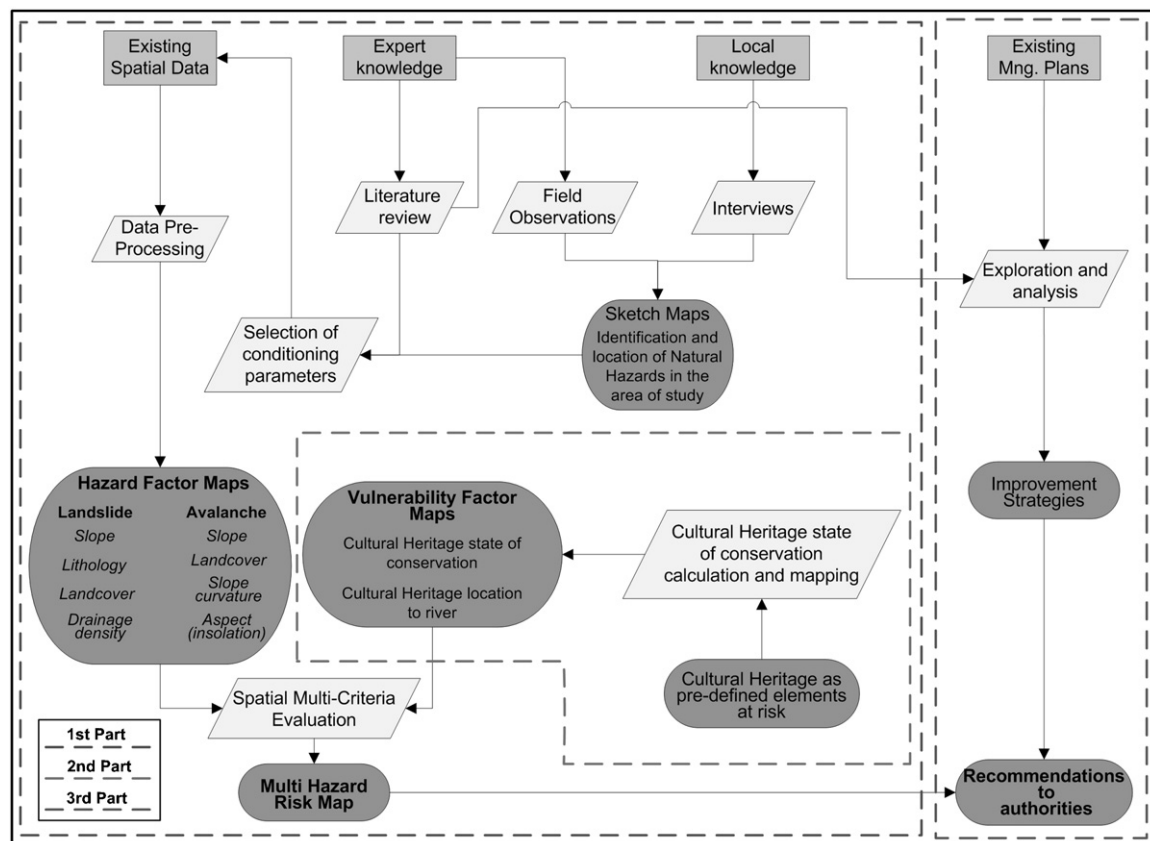 Existing
Spatial Data
Expert
knowledge
Local
knowledge
Existing
Mng. Plans
Data Pre-
Processing
Literature
review
Field
Observations
Interviews
Exploration and
analysis
Selection of
conditioning
parameters
Sketch Maps
Identification and
location of Natural
Hazards in the
area of study
Hazard Factor Maps
Landslide
Slope
Lithology
Landcover
Drainage
density
Avalanche
Slope
Landcover
Slope
curvature
Aspect
(insolation)
Vulnerability Factor
Maps
Cultural Heritage state of
conservation
Cultural Heritage location
to river
Cultural Heritage state
of conservation
calculation and mapping
Improvement
Strategies
Cultural Heritage as
pre-defined elements
at risk
Spatial Multi-Criteria
Evaluation
1st Part
2nd Part
3rd Part
Multi Hazard
Risk Map
Recommendations
to
authorities